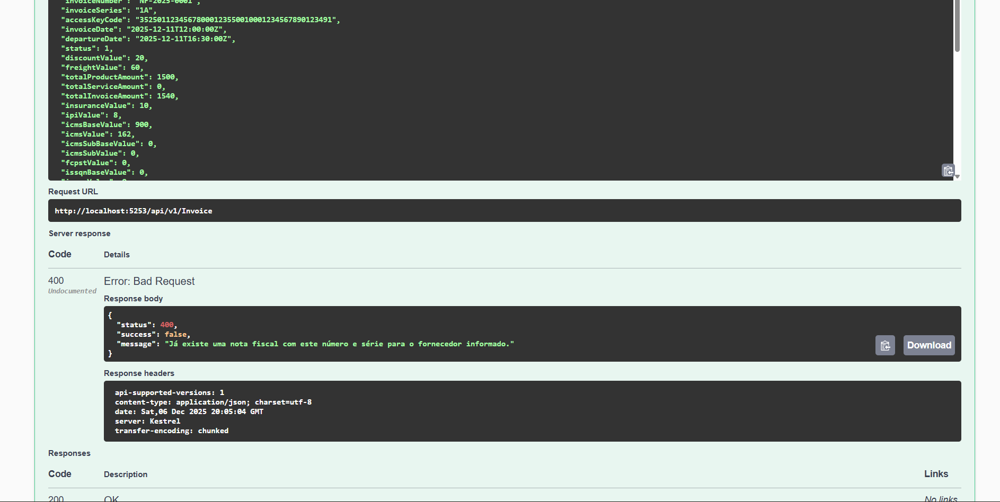 "invoiceNumber": "NF-2025-0001",
"invoiceSeries": "1A",
"accessKeyCode": "35250112345678000123550010001234567890123491",
"invoiceDate": "2025-12-11T12:00:00Z",
"departureDate": "2025-12-11T16:30:00Z",
"status": 1,
"discountValue": 20,
"freightValue": 60,
"totalProductAmount": 1500,
"totalServiceAmount": 0,
"totalInvoiceAmount": 1540,
"insuranceValue": 10,
"ipiValue": 8,
"icmsBaseValue": 900,
"icmsValue": 162,
"icmsSubBaseValue": 0,
"icmsSubValue": 0,
"fcpstValue": 0,
"issqnBaseValue": 0,
Request URL
http://localhost:5253/api/v1/Invoice
Server response
Code Details
400 Error: Bad Request
Undocumented
Response body
{
"status": 400,
"success": false,
"message": "Já existe uma nota fiscal com este número e série para o fornecedor informado."
}
Download
Response headers
api-supported-versions: 1
content-type: application/json; charset=utf-8
date: Sat,06 Dec 2025 20:05:04 GMT
server: Kestrel
transfer-encoding: chunked
Responses
Code Description Links
200 OK No links